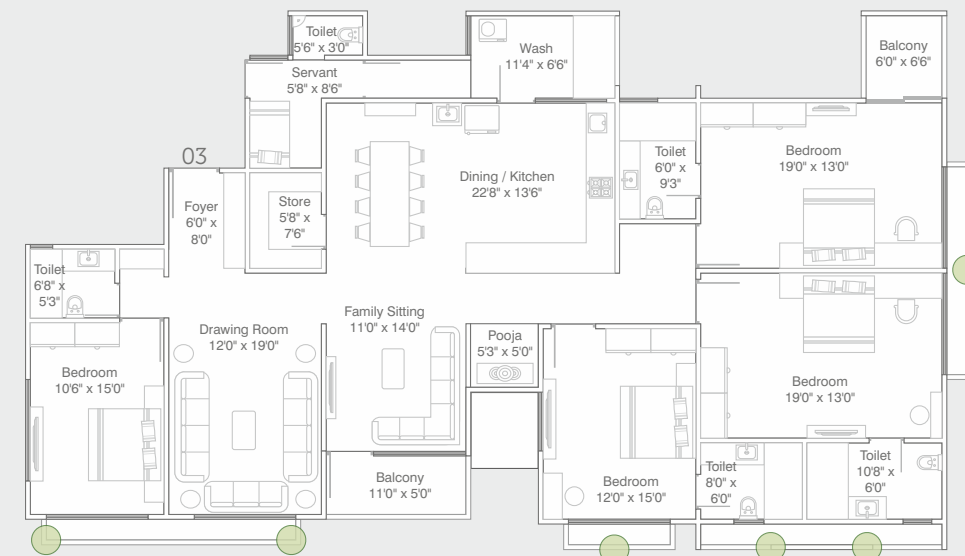 Toilet
5'6" x 3'0"
Wash
11'4" x 6'6"
Balcony
6'0" x 6'6"
Servant
5'8" x 8'6"
03
Toilet
6'0" x
9'3"
Bedroom
19'0" x 13'0"
Dining / Kitchen
22'8" x 13'6"
Foyer
6'0" x
8'0"
Store
5'8" x
7'6"
Toilet
6'8" x
5'3"
Family Sitting
11'0" x 14'0"
Drawing Room
12'0" x 19'0"
Pooja
5'3" x 5'0"
Bedroom
10'6" x 15'0"
Bedroom
19'0" x 13'0"
Balcony
11'0" x 5'0"
Bedroom
12'0" x 15'0"
Toilet
8'0" x
6'0"
Toilet
10'8" x
6'0"